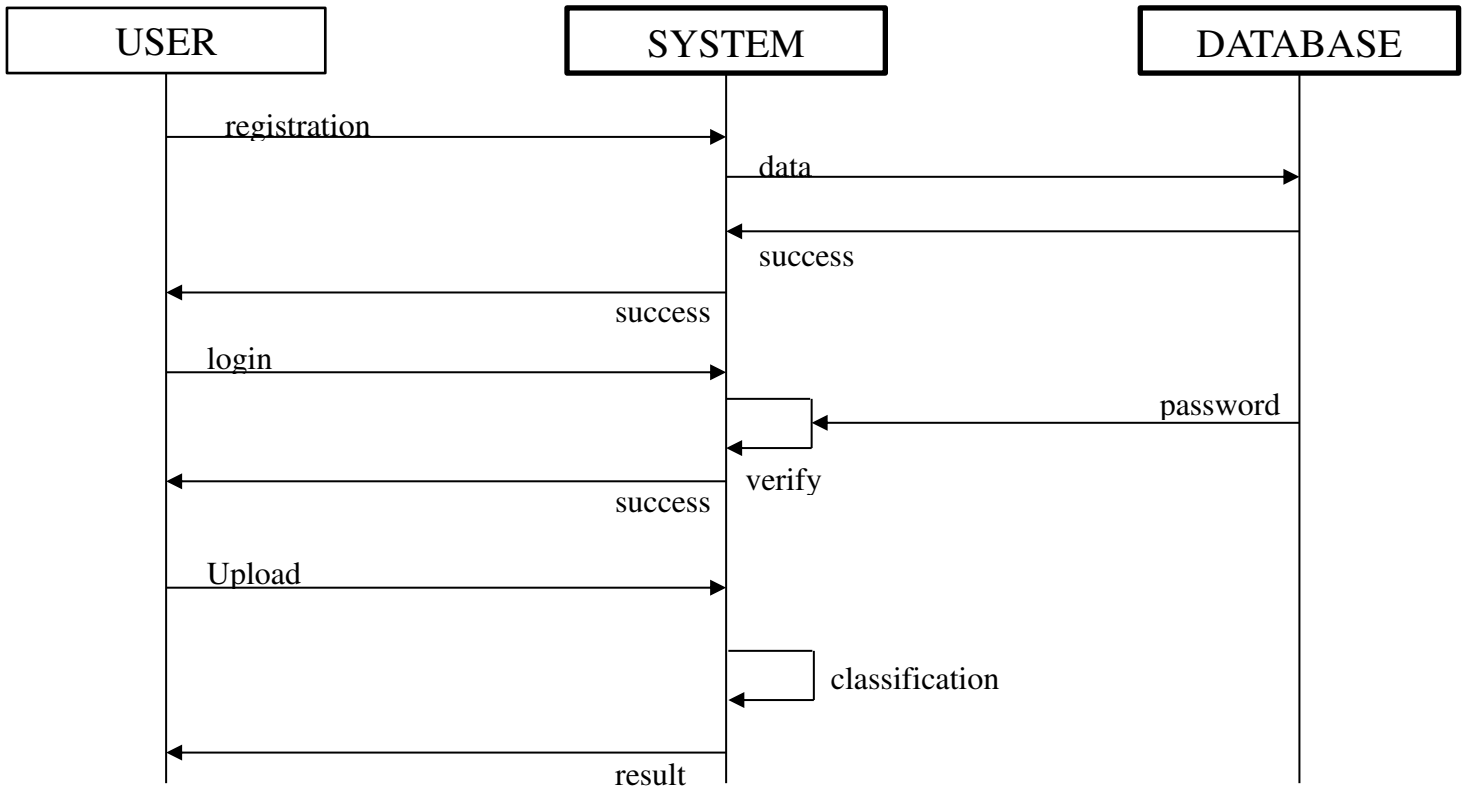 USER
SYSTEM
DATABASE
registration
data
success
success
login
password
verify
success
Upload
classification
result